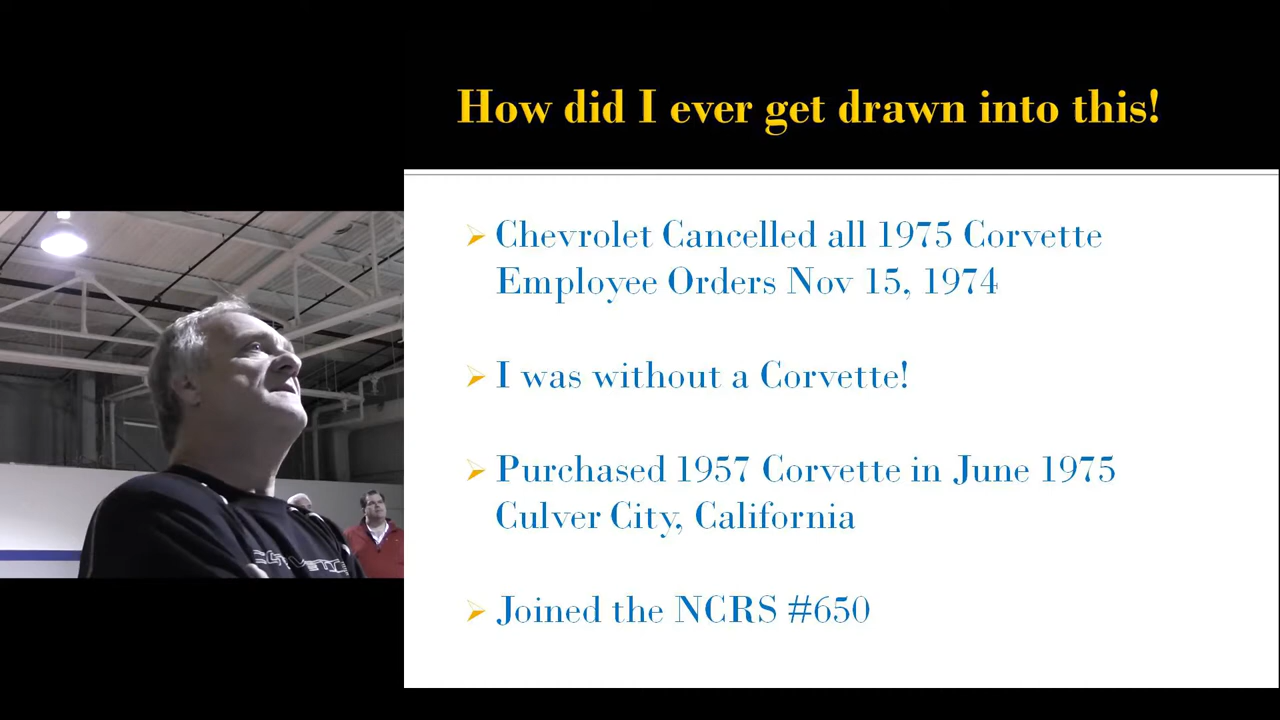 How did I ever get drawn into this!
Chevrolet Cancelled all 1975 Corvette
Employee Orders Nov 15, 1974
I was without a Corvette!
Purchased 1957 Corvette in June 1975
Culver City, California
Joined the NCRS #650
CORVETTE